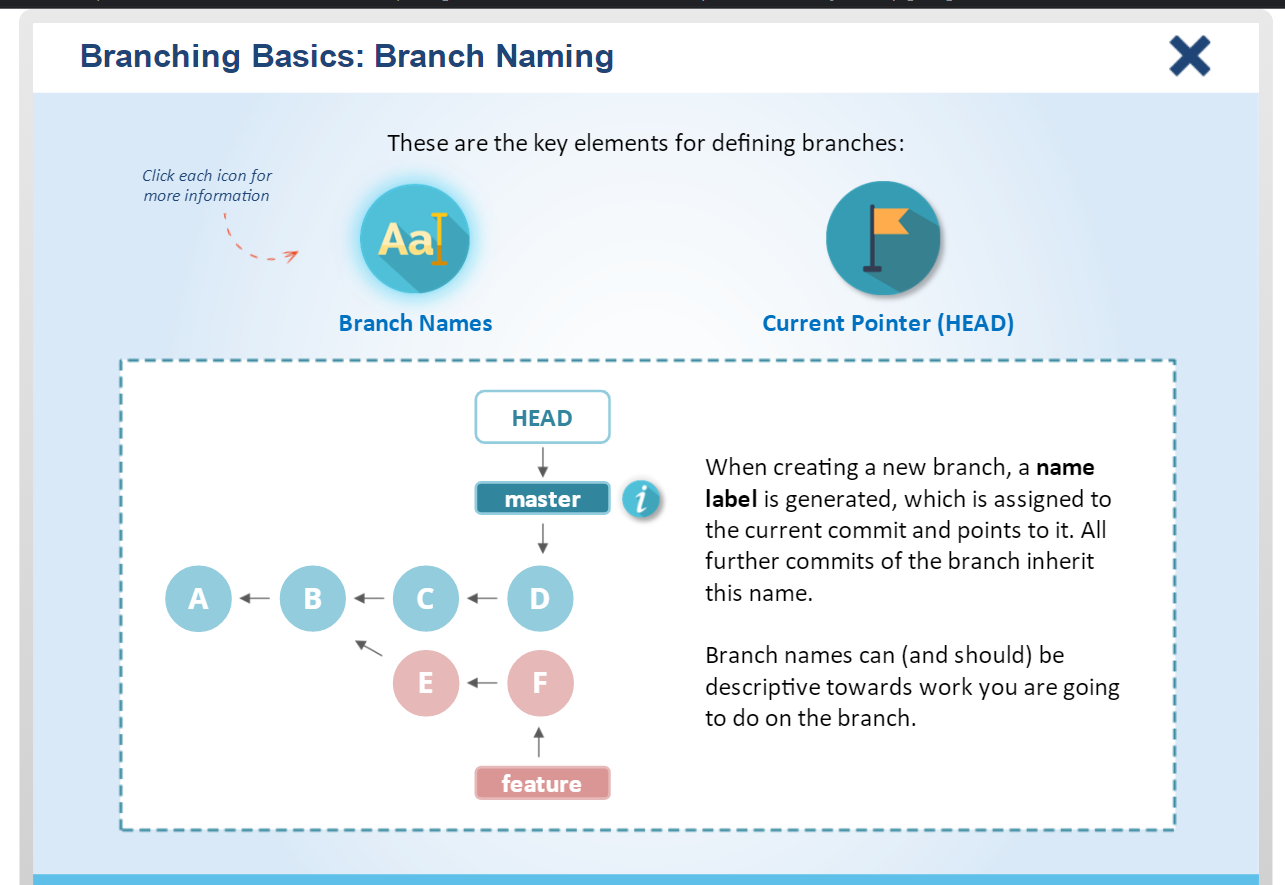 Branching Basics: Branch Naming
These are the key elements for defining branches:
Click each icon for
more information
Aa
Branch Names
Current Pointer (HEAD)
HEAD
master
i
A
B
C
D
E
F
feature
When creating a new branch, a name
label is generated, which is assigned to
the current commit and points to it. All
further commits of the branch inherit
this name.
Branch names can (and should) be
descriptive towards work you are going
to do on the branch.